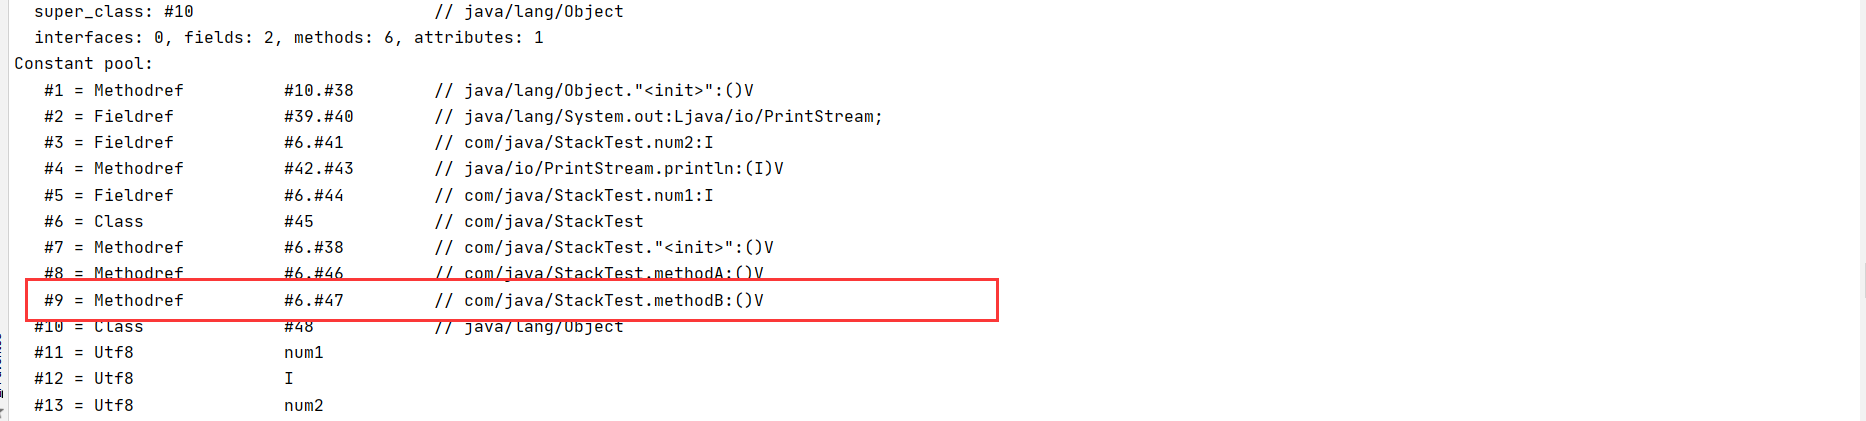 super_class: #10                        // java/lang/Object
interfaces: 0, fields: 2, methods: 6, attributes: 1
Constant pool:
#1 = Methodref          #10.#38        // java/lang/Object."<init>":()V
#2 = Fieldref           #39.#40        // java/lang/System.out:Ljava/io/PrintStream;
#3 = Fieldref           #6.#41         // com/java/StackTest.num2:I
#4 = Methodref          #42.#43        // java/io/PrintStream.println:(I)V
#5 = Fieldref           #6.#44         // com/java/StackTest.num1:I
#6 = Class              #45            // com/java/StackTest
#7 = Methodref          #6.#38         // com/java/StackTest."<init>":()V
#8 = Methodref          #6.#46         // com/java/StackTest.methodA:()V
#9 = Methodref          #6.#47         // com/java/StackTest.methodB:()V
#10 = Class              #48            // java/lang/Object
#11 = Utf8               num1
#12 = Utf8               I
#13 = Utf8               num2